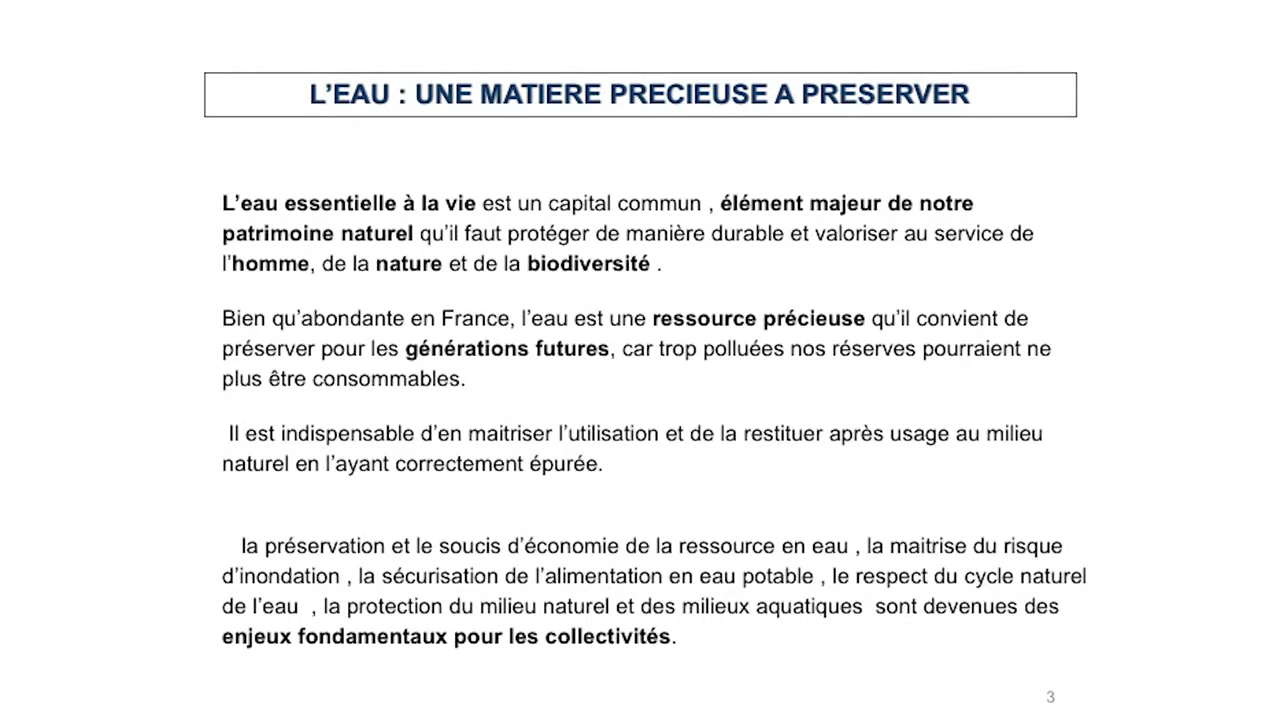 L’EAU : UNE MATIERE PRECIEUSE A PRESERVER
L’eau essentielle à la vie est un capital commun , élément majeur de notre
patrimoine naturel qu’il faut protéger de manière durable et valoriser au service de
l’homme, de la nature et de la biodiversité .
Bien qu’abondante en France, l’eau est une ressource précieuse qu’il convient de
préserver pour les générations futures, car trop polluées nos réserves pourraient ne
plus être consommables.
Il est indispensable d’en maitriser l’utilisation et de la restituer après usage au milieu
naturel en l’ayant correctement épurée.
la préservation et le soucis d’économie de la ressource en eau , la maitrise du risque
d’inondation , la sécurisation de l’alimentation en eau potable , le respect du cycle naturel
de l’eau , la protection du milieu naturel et des milieux aquatiques sont devenues des
enjeux fondamentaux pour les collectivités.
3